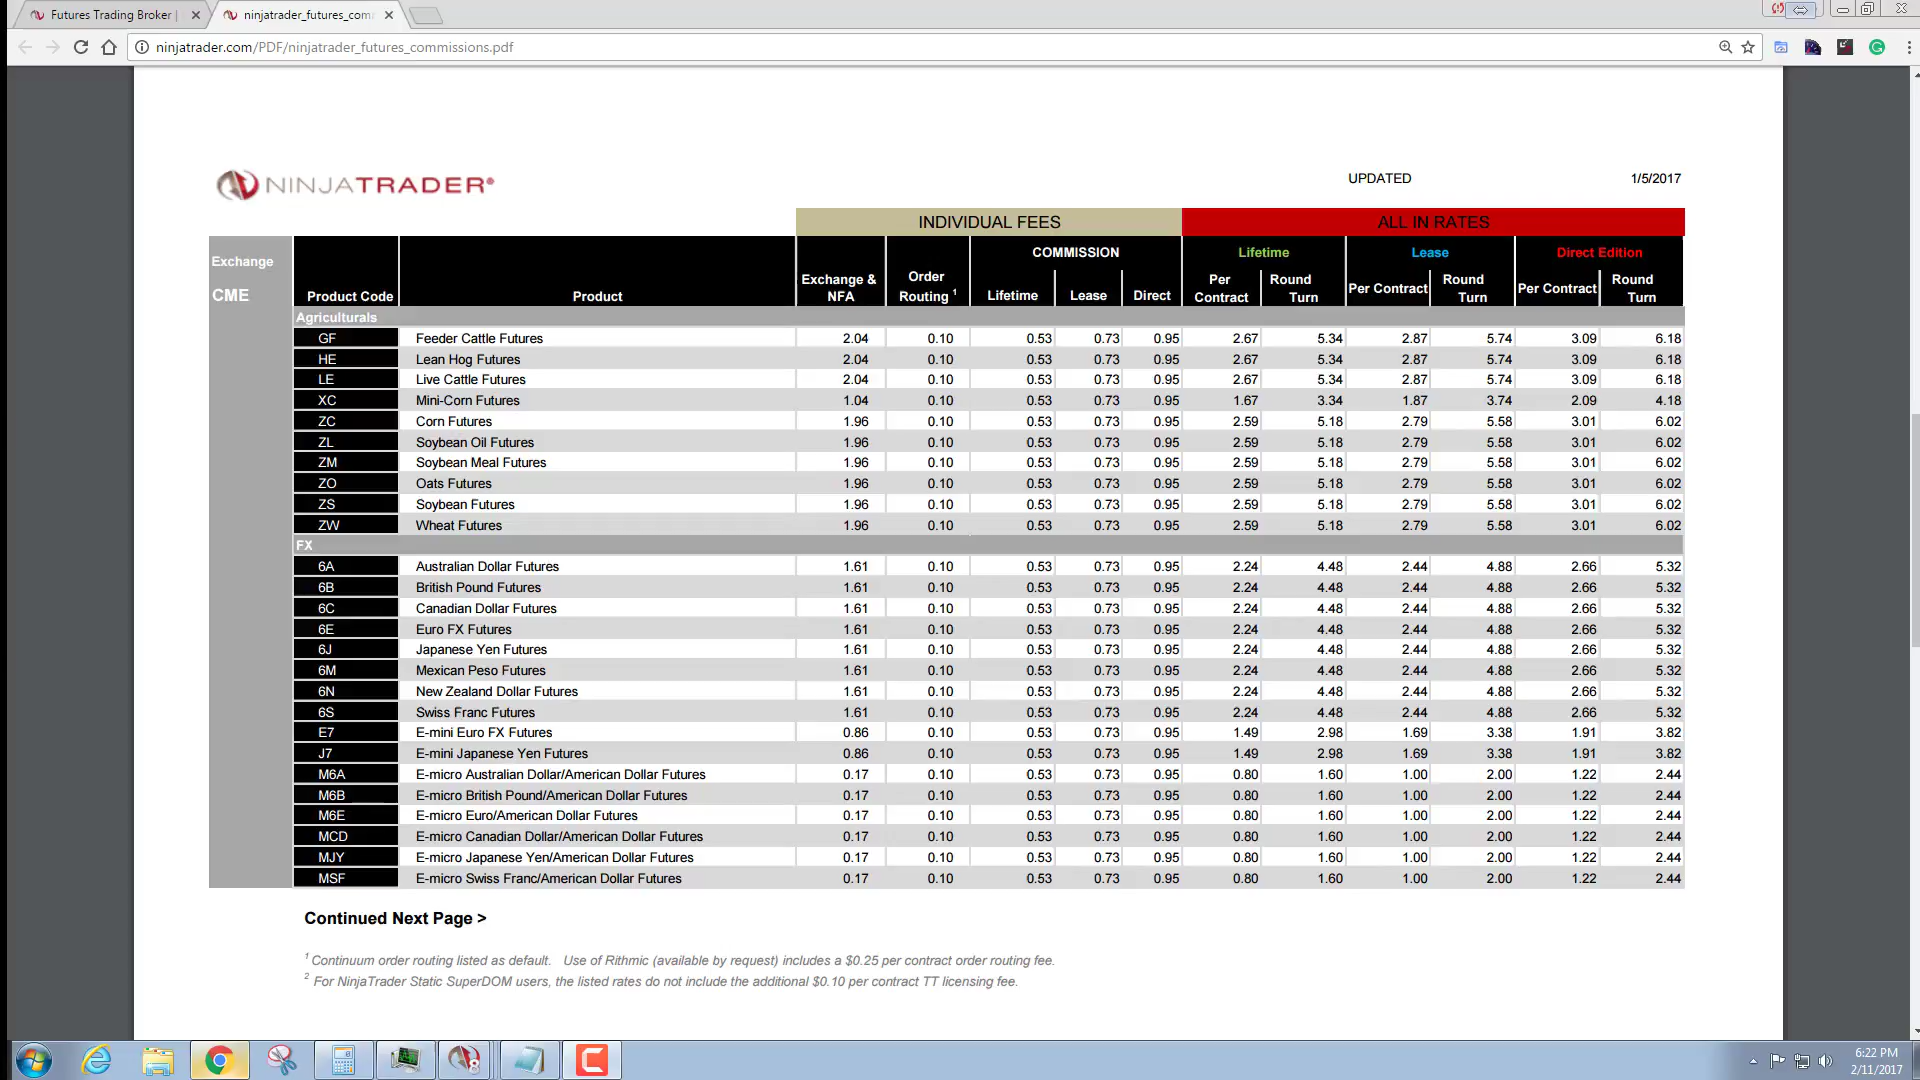 Futures Trading Broker |
ninjatrader_futures_com
ninjatrader.com/PDF/ninjatrader_futures_commissions.pdf
NINJATRADER®
UPDATED 1/5/2017
INDIVIDUAL FEES ALL IN RATES
Exchange COMMISSION Lifetime Lease Direct Edition
CME Product Code Product Exchange & NFA Order Routing 1 Lifetime Lease Direct Per Contract Round Turn Per Contract Round Turn Per Contract Round Turn
Agriculturals
GF Feeder Cattle Futures 2.04 0.10 0.53 0.73 0.95 2.67 5.34 2.87 5.74 3.09 6.18
HE Lean Hog Futures 2.04 0.10 0.53 0.73 0.95 2.67 5.34 2.87 5.74 3.09 6.18
LE Live Cattle Futures 2.04 0.10 0.53 0.73 0.95 2.67 5.34 2.87 5.74 3.09 6.18
XC Mini-Corn Futures 1.04 0.10 0.53 0.73 0.95 1.67 3.34 1.87 3.74 2.09 4.18
ZC Corn Futures 1.96 0.10 0.53 0.73 0.95 2.59 5.18 2.79 5.58 3.01 6.02
ZL Soybean Oil Futures 1.96 0.10 0.53 0.73 0.95 2.59 5.18 2.79 5.58 3.01 6.02
ZM Soybean Meal Futures 1.96 0.10 0.53 0.73 0.95 2.59 5.18 2.79 5.58 3.01 6.02
ZO Oats Futures 1.96 0.10 0.53 0.73 0.95 2.59 5.18 2.79 5.58 3.01 6.02
ZS Soybean Futures 1.96 0.10 0.53 0.73 0.95 2.59 5.18 2.79 5.58 3.01 6.02
ZW Wheat Futures 1.96 0.10 0.53 0.73 0.95 2.59 5.18 2.79 5.58 3.01 6.02
FX
6A Australian Dollar Futures 1.61 0.10 0.53 0.73 0.95 2.24 4.48 2.44 4.88 2.66 5.32
6B British Pound Futures 1.61 0.10 0.53 0.73 0.95 2.24 4.48 2.44 4.88 2.66 5.32
6C Canadian Dollar Futures 1.61 0.10 0.53 0.73 0.95 2.24 4.48 2.44 4.88 2.66 5.32
6E Euro FX Futures 1.61 0.10 0.53 0.73 0.95 2.24 4.48 2.44 4.88 2.66 5.32
6J Japanese Yen Futures 1.61 0.10 0.53 0.73 0.95 2.24 4.48 2.44 4.88 2.66 5.32
6M Mexican Peso Futures 1.61 0.10 0.53 0.73 0.95 2.24 4.48 2.44 4.88 2.66 5.32
6N New Zealand Dollar Futures 1.61 0.10 0.53 0.73 0.95 2.24 4.48 2.44 4.88 2.66 5.32
6S Swiss Franc Futures 1.61 0.10 0.53 0.73 0.95 2.24 4.48 2.44 4.88 2.66 5.32
E7 E-mini Euro FX Futures 0.86 0.10 0.53 0.73 0.95 1.49 2.98 1.69 3.38 1.91 3.82
J7 E-mini Japanese Yen Futures 0.86 0.10 0.53 0.73 0.95 1.49 2.98 1.69 3.38 1.91 3.82
M6A E-micro Australian Dollar/American Dollar Futures 0.17 0.10 0.53 0.73 0.95 0.80 1.60 1.00 2.00 1.22 2.44
M6B E-micro British Pound/American Dollar Futures 0.17 0.10 0.53 0.73 0.95 0.80 1.60 1.00 2.00 1.22 2.44
M6E E-micro Euro/American Dollar Futures 0.17 0.10 0.53 0.73 0.95 0.80 1.60 1.00 2.00 1.22 2.44
MCD E-micro Canadian Dollar/American Dollar Futures 0.17 0.10 0.53 0.73 0.95 0.80 1.60 1.00 2.00 1.22 2.44
MJY E-micro Japanese Yen/American Dollar Futures 0.17 0.10 0.53 0.73 0.95 0.80 1.60 1.00 2.00 1.22 2.44
MSF E-micro Swiss Franc/American Dollar Futures 0.17 0.10 0.53 0.73 0.95 0.80 1.60 1.00 2.00 1.22 2.44
Continued Next Page >
1 Continuum order routing listed as default. Use of Rithmic (available by request) includes a $0.25 per contract order routing fee.
2 For NinjaTrader Static SuperDOM users, the listed rates do not include the additional $0.10 per contract TT licensing fee.
6:22 PM
2/11/2017